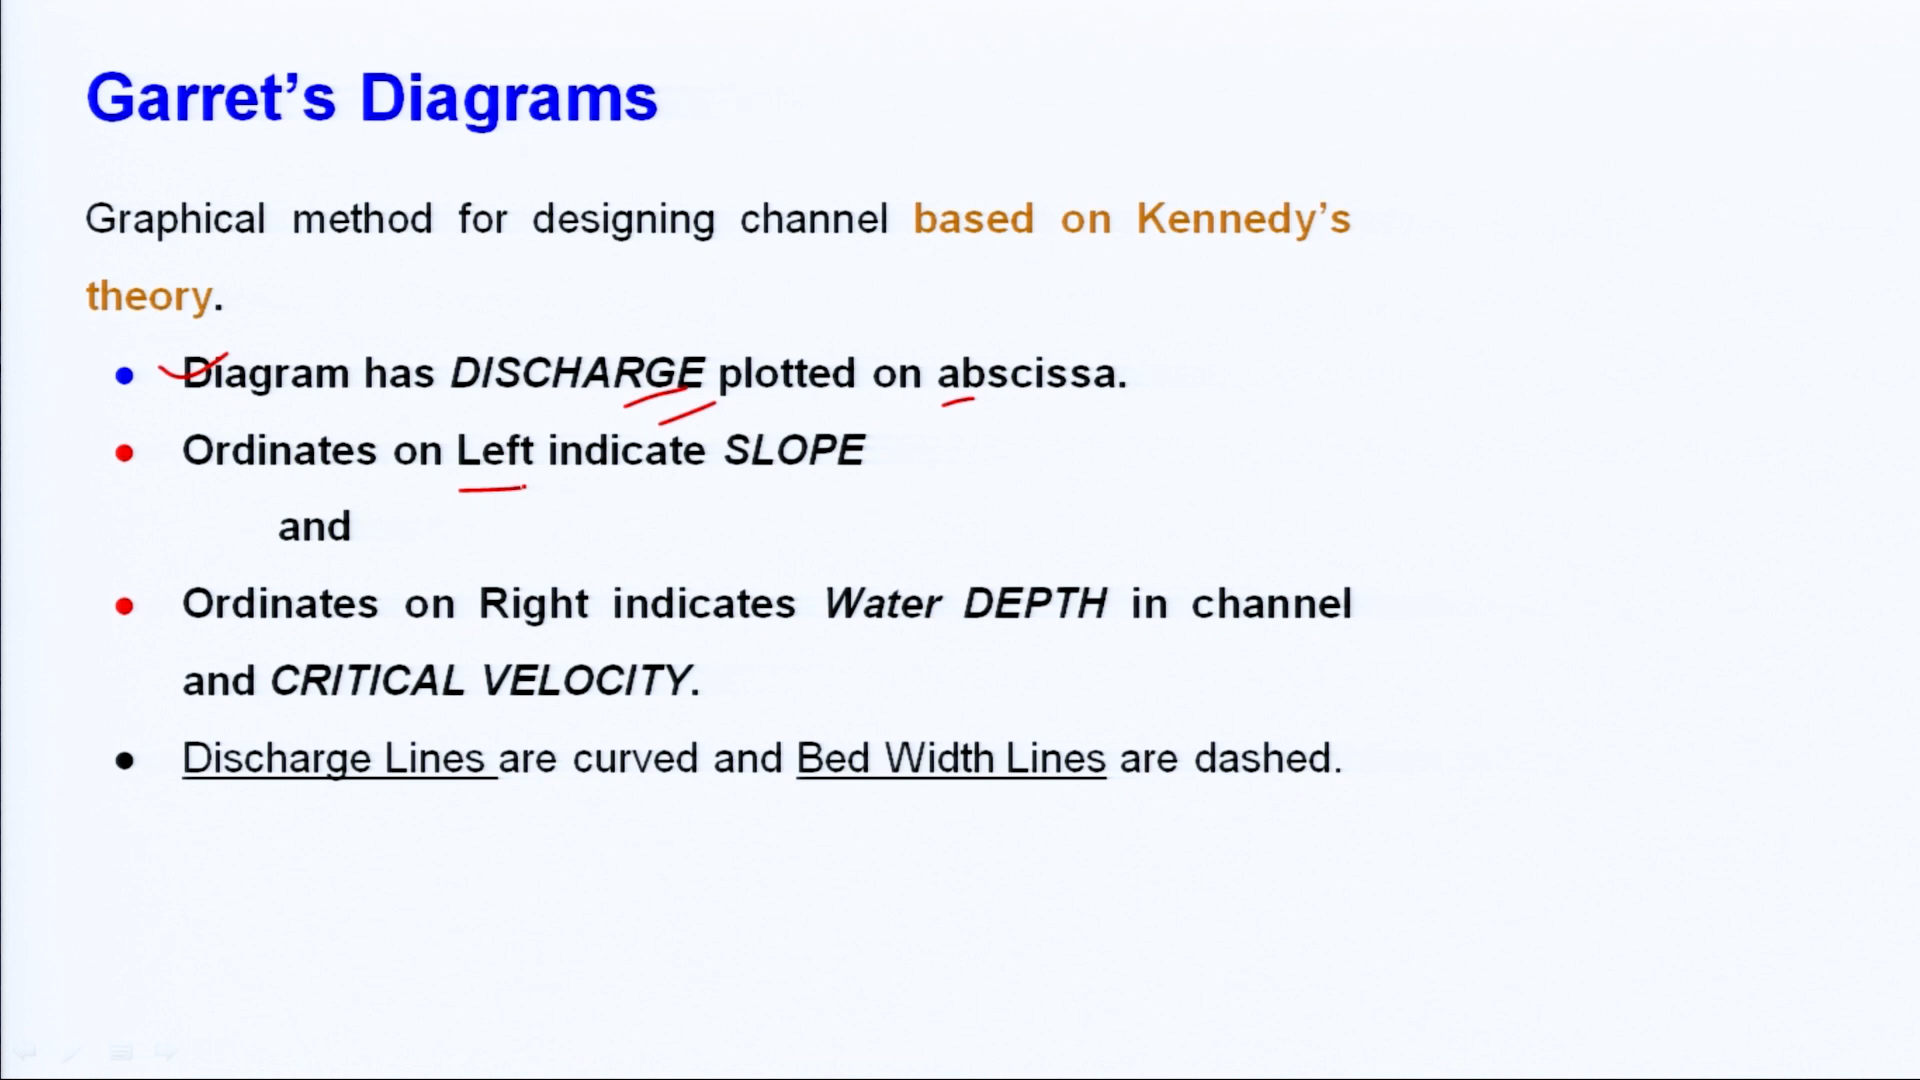 Garret’s Diagrams
Graphical method for designing channel based on Kennedy’s
theory.
• Diagram has DISCHARGE plotted on abscissa.
• Ordinates on Left indicate SLOPE
and
• Ordinates on Right indicates Water DEPTH in channel
and CRITICAL VELOCITY.
• Discharge Lines are curved and Bed Width Lines are dashed.